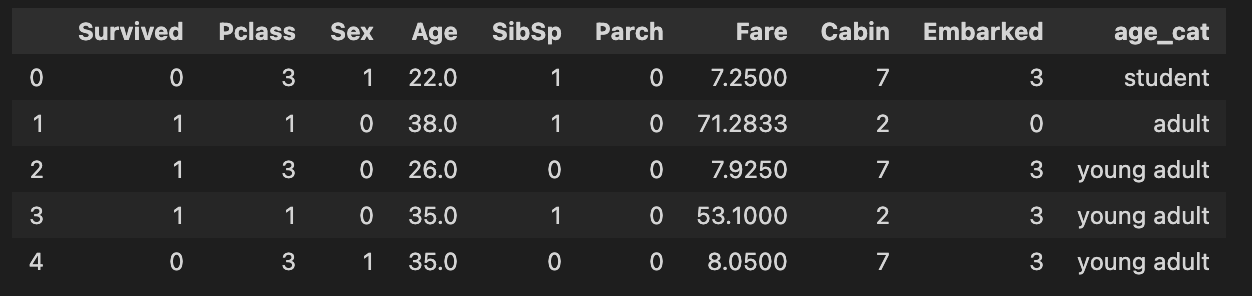 Survived Pclass Sex Age SibSp Parch Fare Cabin Embarked age_cat
0 0 3 1 22.0 1 0 7.2500 7 3 student
1 1 1 0 38.0 1 0 71.2833 2 0 adult
2 1 3 0 26.0 0 0 7.9250 7 3 young adult
3 1 1 0 35.0 1 0 53.1000 2 3 young adult
4 0 3 1 35.0 0 0 8.0500 7 3 young adult